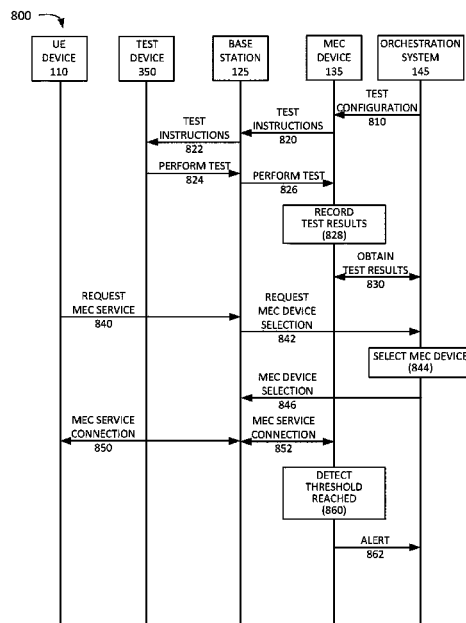 800
UE
DEVICE
110
TEST
DEVICE
350
BASE
STATION
125
MEC
DEVICE
135
ORCHESTRATION
SYSTEM
145
TEST
CONFIGURATION
810
TEST
INSTRUCTIONS
820
TEST
INSTRUCTIONS
822
PERFORM TEST
824
PERFORM TEST
826
RECORD
TEST RESULTS
(828)
OBTAIN
TEST RESULTS
830
REQUEST
MEC SERVICE
840
REQUEST
MEC DEVICE
SELECTION
842
SELECT MEC DEVICE
(844)
MEC DEVICE
SELECTION
846
MEC SERVICE
CONNECTION
850
MEC SERVICE
CONNECTION
852
DETECT
THRESHOLD
REACHED
(860)
ALERT
862